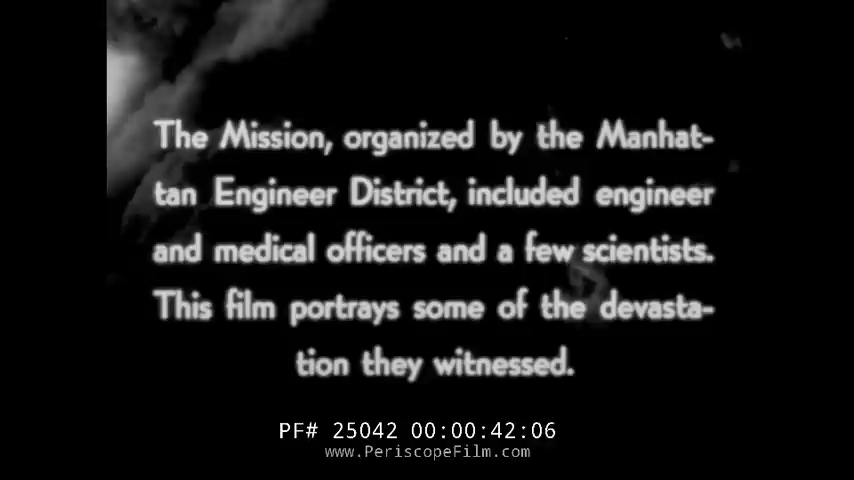 The Mission, organized by the Manhat-
tan Engineer District, included engineer
and medical officers and a few scientists.
This film portrays some of the devasta-
tion they witnessed.
PF# 25042 00:00:42:06
www.PeriscopeFilm.com